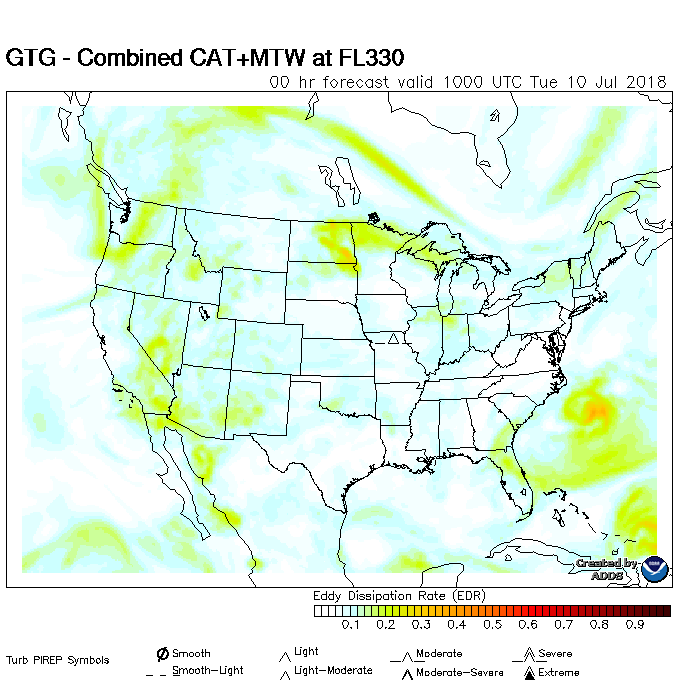 GTG - Combined CAT+MTW at FL330
00 hr forecast valid 1000 UTC Tue 10 Jul 2018
Created by
ADDS
Eddy Dissipation Rate (EDR)
0.1 0.2 0.3 0.4 0.5 0.6 0.7 0.8 0.9
Turb PIREP Symbols
Smooth Light Moderate Severe
Smooth-Light Light-Moderate Moderate-Severe Extreme